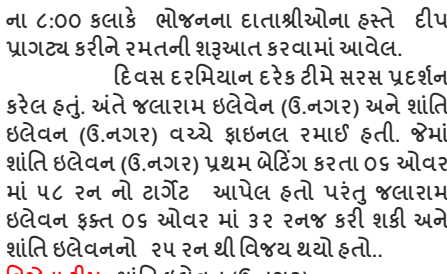 ના ૮:૦૦ કલાકે ભોજનના દાતાશ્રીઓના હસ્તે દીપ
પ્રાગટ્ય કરીને રમતની શરૂઆત કરવામાં આવેલ.
દિવસ દરમિયાન દરેક ટીમે સરસ પ્રદર્શન
કરેલ હતું. અંતે જલારામ ઇલેવેન (ઉ.નગર) અને શાંતિ
ઇલેવન (ઉ.નગર) વચ્ચે ફાઇનલ રમાઈ હતી. જેમાં
શાંતિ ઇલેવન (ઉ.નગર) પ્રથમ બેટિંગ કરતા ૦૬ ઓવર
માં ૫૮ રન નો ટાર્ગેટ આપેલ હતો પરંતુ જલારામ
ઇલેવન ફક્ત ૦૬ ઓવર માં ૩૨ રનજ કરી શકી અને
શાંતિ ઇલેવનનો ૨૫ રન થી વિજય થયો હતો..